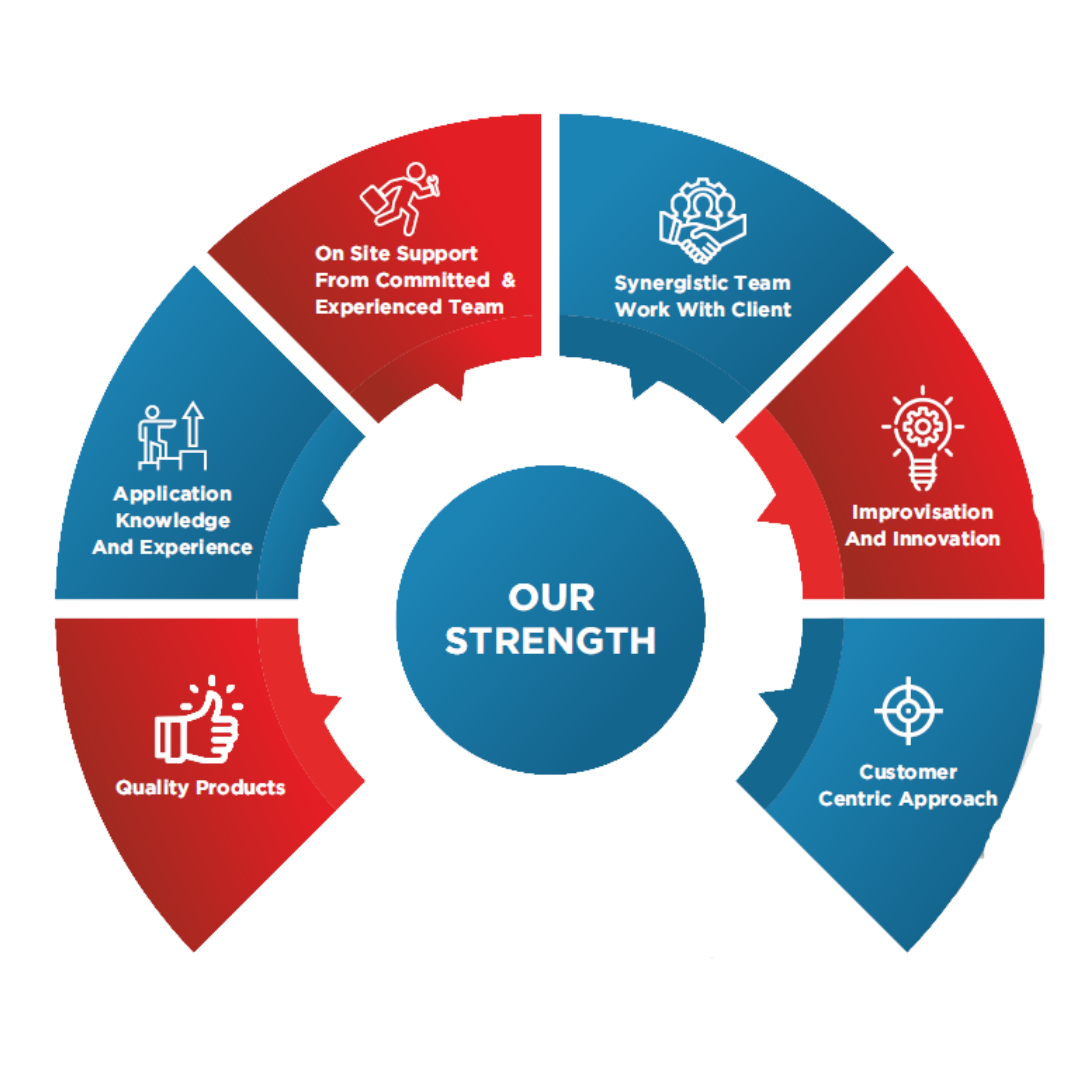 On Site Support
From Committed &
Experienced Team
Synergistic Team
Work With Client
Application
Knowledge
And Experience
Improvisation
And Innovation
OUR
STRENGTH
Quality Products
Customer
Centric Approach